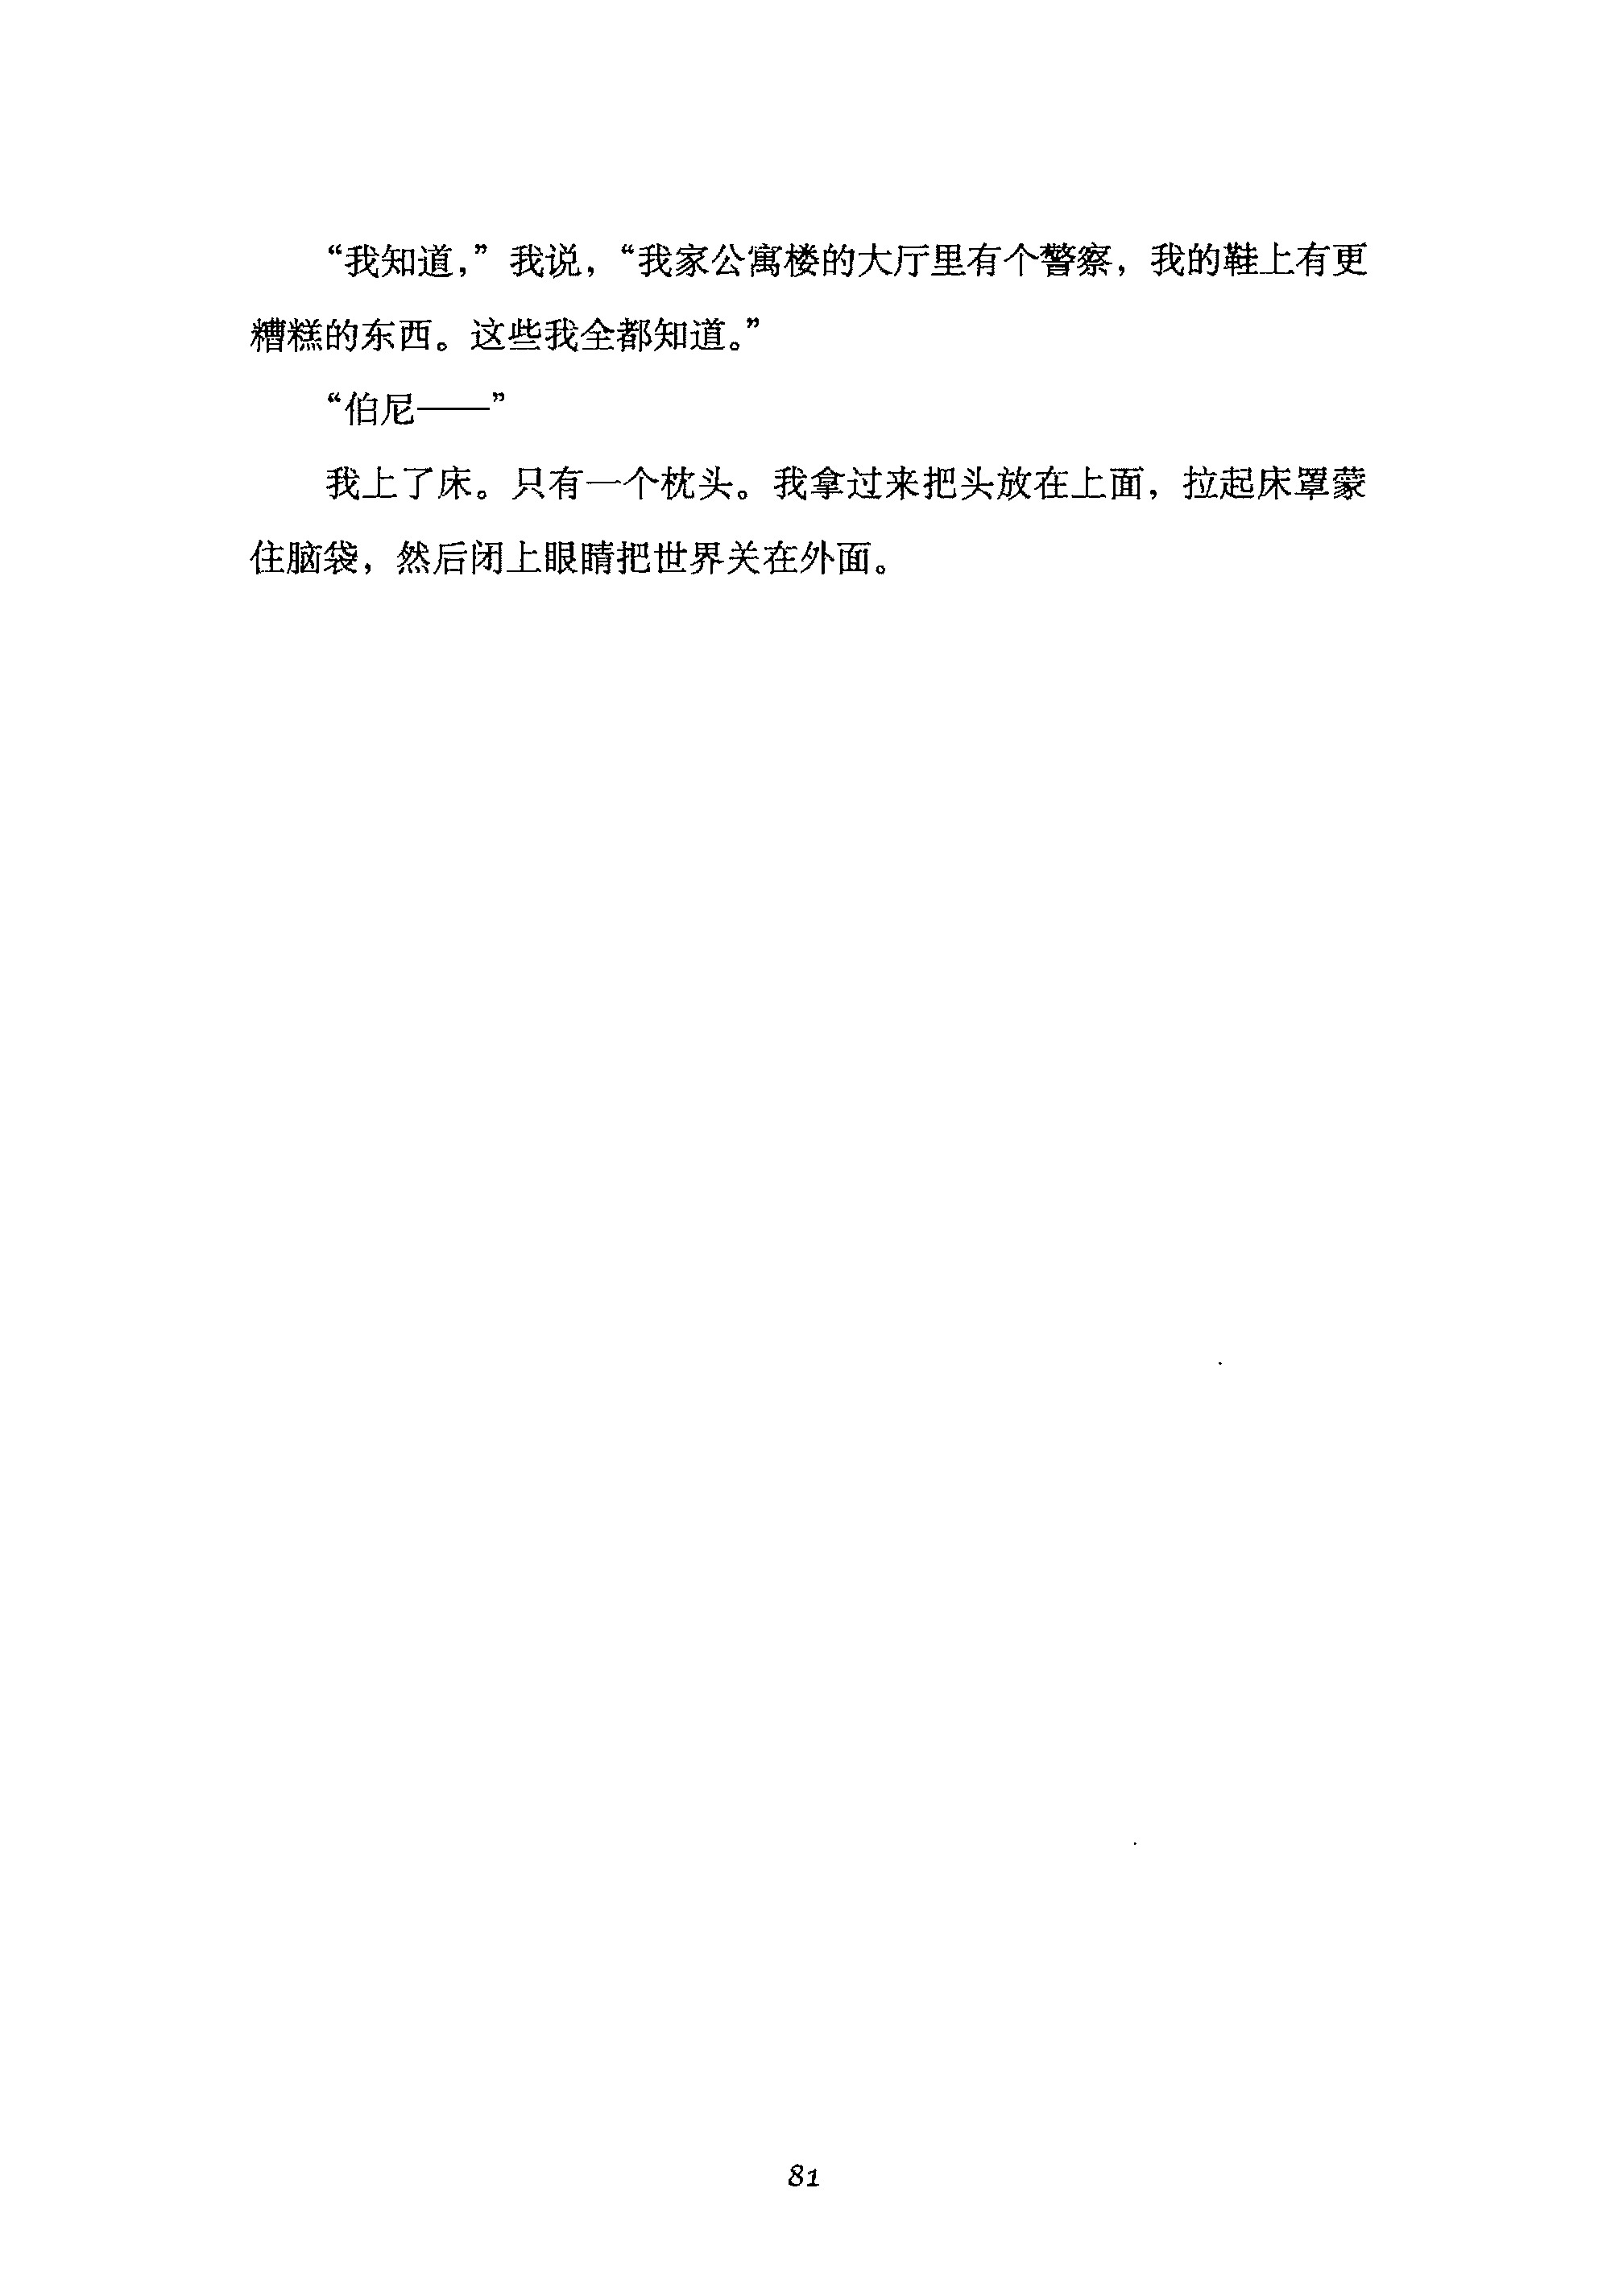 “我知道，”我说，“我家公寓楼的大厅里有个警察，我的鞋上有更
糟糕的东西。这些我全都知道。”
“伯尼——”
我上了床。只有一个枕头。我拿过来把头放在上面，拉起床罩蒙
住脑袋，然后闭上眼睛把世界关在外面。
81